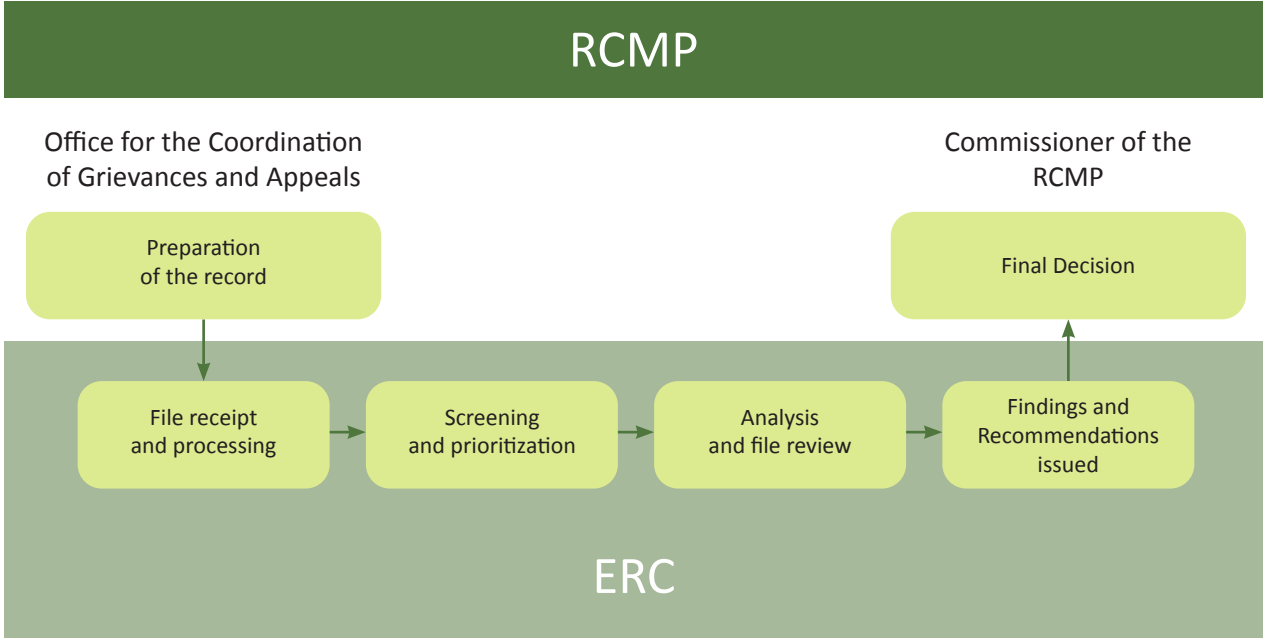 RCMP
Office for the Coordination
of Grievances and Appeals
Commissioner of the
RCMP
Preparation
of the record
Final Decision
File receipt
and processing
Screening
and prioritization
Analysis
and file review
Findings and
Recommendations
issued
ERC